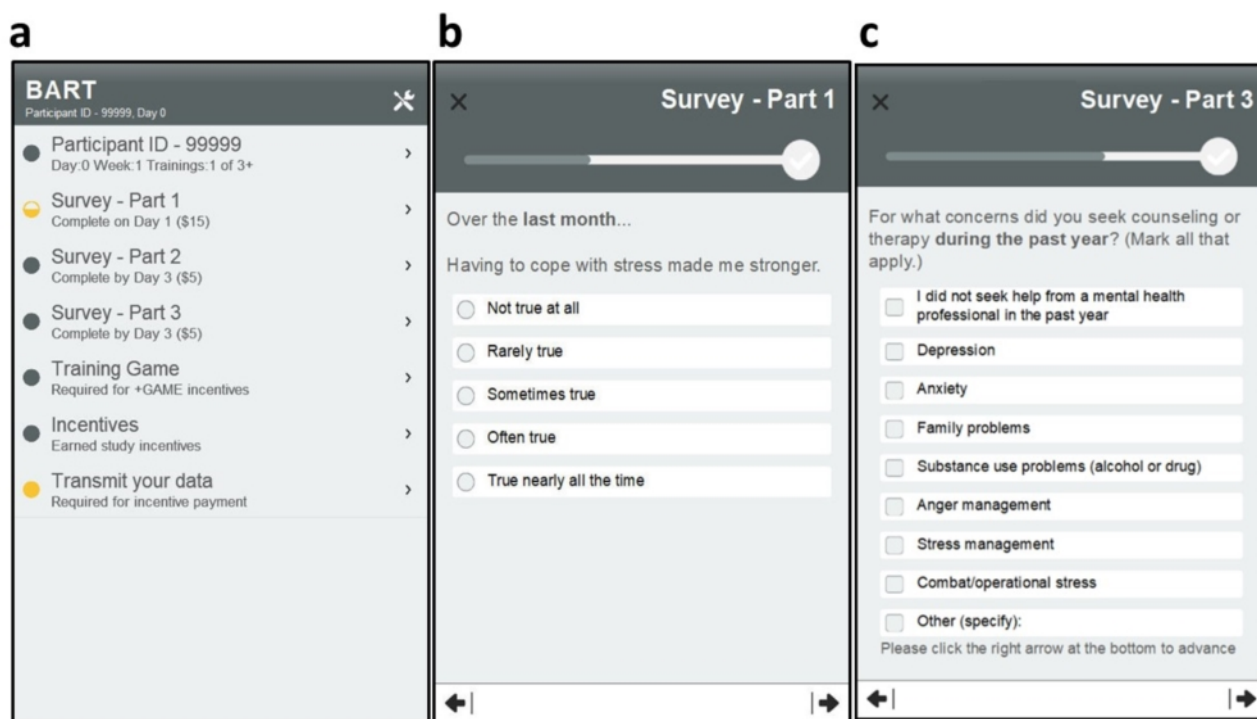 a
BART
Participant ID - 99999, Day 0
Participant ID - 99999
Day:0 Week:1 Trainings:1 of 3+
Survey - Part 1
Complete on Day 1 ($15)
Survey - Part 2
Complete by Day 3 ($5)
Survey - Part 3
Complete by Day 3 ($5)
Training Game
Required for +GAME incentives
Incentives
Earned study incentives
Transmit your data
Required for incentive payment
b
Survey - Part 1
Over the last month...
Having to cope with stress made me stronger.
Not true at all
Rarely true
Sometimes true
Often true
True nearly all the time
c
Survey - Part 3
For what concerns did you seek counseling or
therapy during the past year? (Mark all that
apply.)
I did not seek help from a mental health
professional in the past year
Depression
Anxiety
Family problems
Substance use problems (alcohol or drug)
Anger management
Stress management
Combat/operational stress
Other (specify):
Please click the right arrow at the bottom to advance